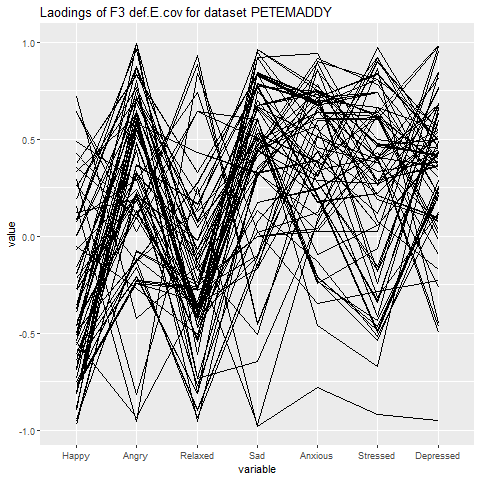 Laodings of F3 def.E.cov for dataset PETEMADDY
1.0
0.5
0.0
-0.5
-1.0
value
Happy Angry Relaxed Sad Anxious Stressed Depressed
variable